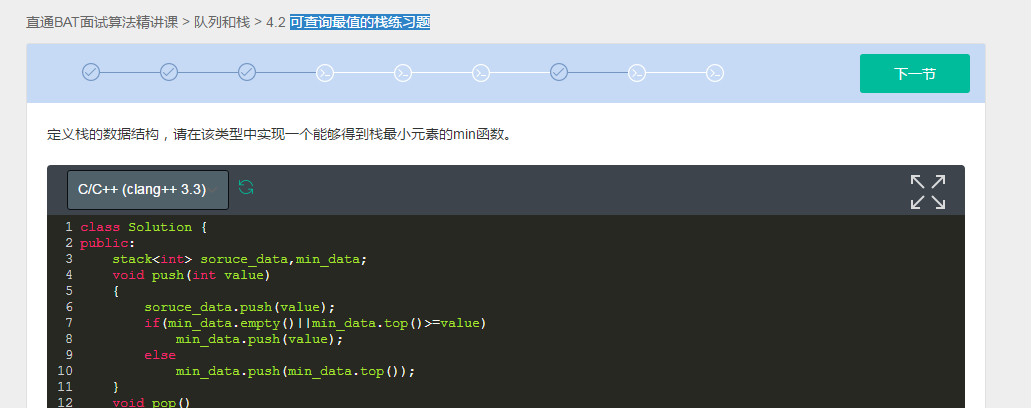 直通BAT面试算法精讲课 > 队列和栈 > 4.2 可查询最值的栈练习题
下一节
定义栈的数据结构，请在该类型中实现一个能够得到栈最小元素的min函数。
C/C++ (clang++ 3.3)
1 class Solution {
2 public:
3     stack<int> soruce_data,min_data;
4     void push(int value)
5     {
6         soruce_data.push(value);
7         if(min_data.empty()||min_data.top()>=value)
8             min_data.push(value);
9         else
10             min_data.push(min_data.top());
11     }
12     void pop()